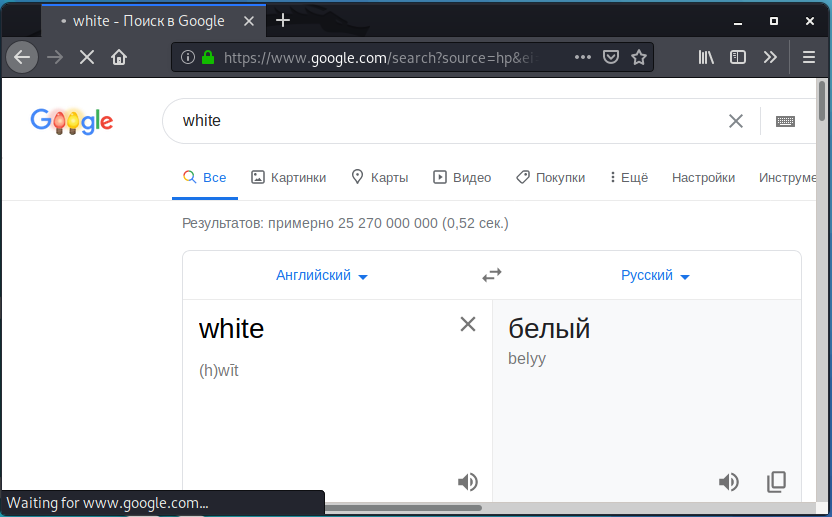 white - Поиск в Google
https://www.google.com/search?source=hp&ei=
Google
white
Все
Картинки
Карты
Видео
Покупки
Ещё
Настройки
Инструме
Результатов: примерно 25 270 000 000 (0,52 сек.)
Английский
Русский
white
(h)wīt
белый
belyy
Waiting for www.google.com...